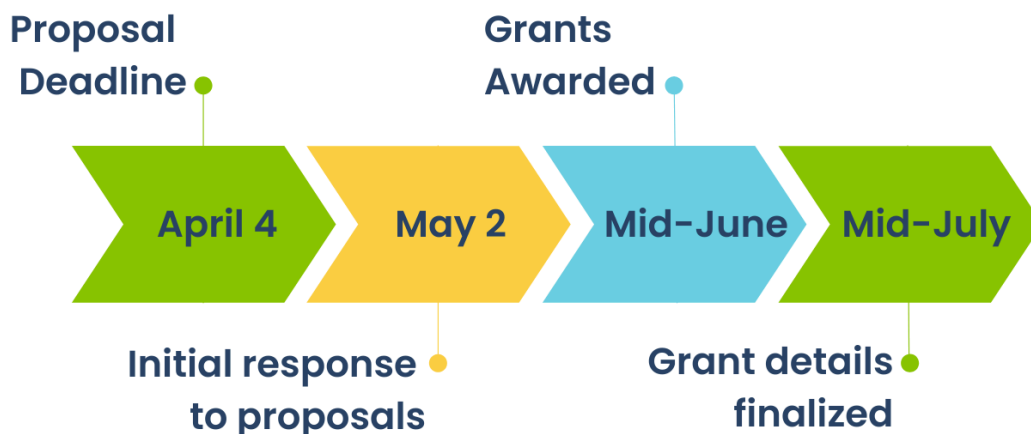 Proposal
Deadline
Grants
Awarded
April 4
May 2
Mid-June
Mid-July
Initial response
to proposals
Grant details
finalized